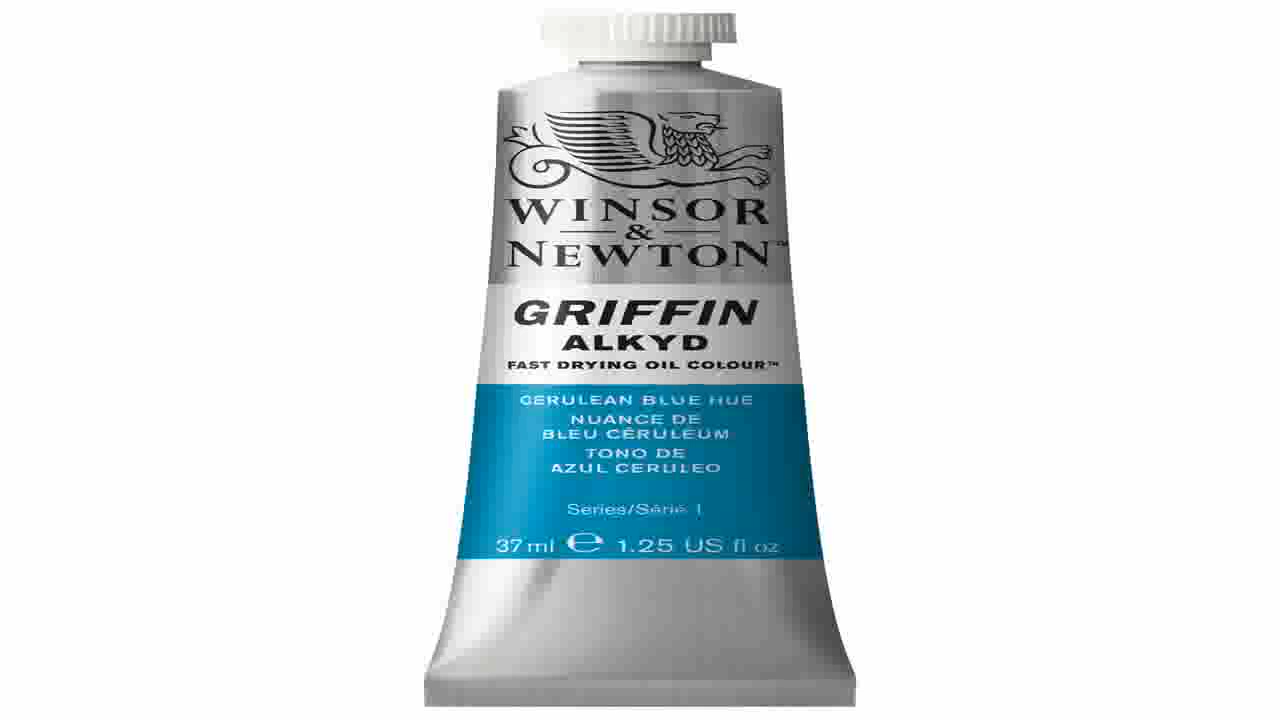 WINSOR
&
NEWTON™
GRIFFIN
ALKYD
FAST DRYING OIL COLOUR™
CERULEAN BLUE HUE
NUANCE DE
BLEU CÉRULEUM
TONO DE
AZUL CERULEO
Series/Série 1
37 ml e 1.25 US fl oz